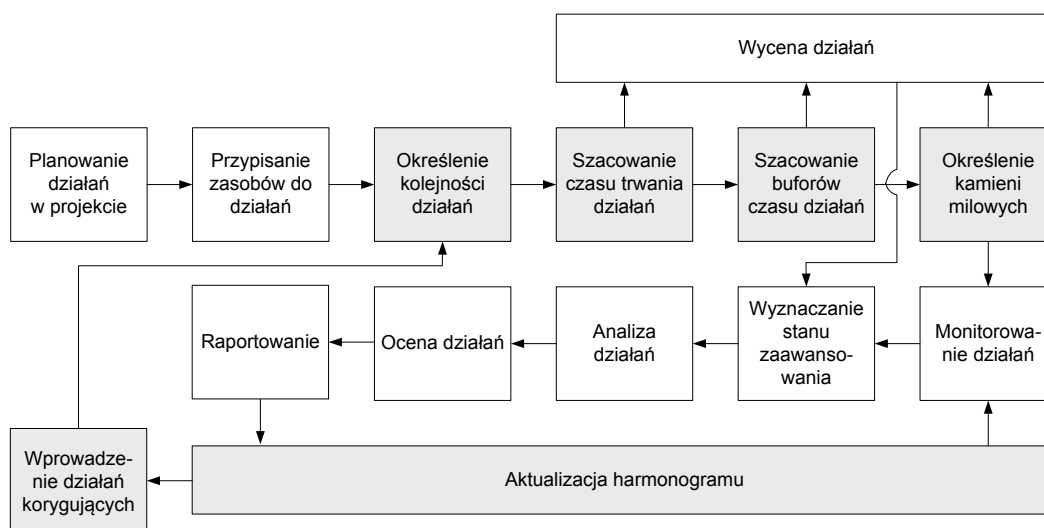 Wycena działań
Planowanie
działań
w projekcie
Przypisanie
zasobów do
działań
Określenie
kolejności
działań
Szacowanie
czasu trwania
działań
Szacowanie
buforów
czasu działań
Określenie
kamieni
milowych
Raportowanie
Ocena działań
Analiza
działań
Wyznaczanie
stanu
zaawanso-
wania
Monitorowa-
nie działań
Wprowadze-
nie działań
korygujących
Aktualizacja harmonogramu